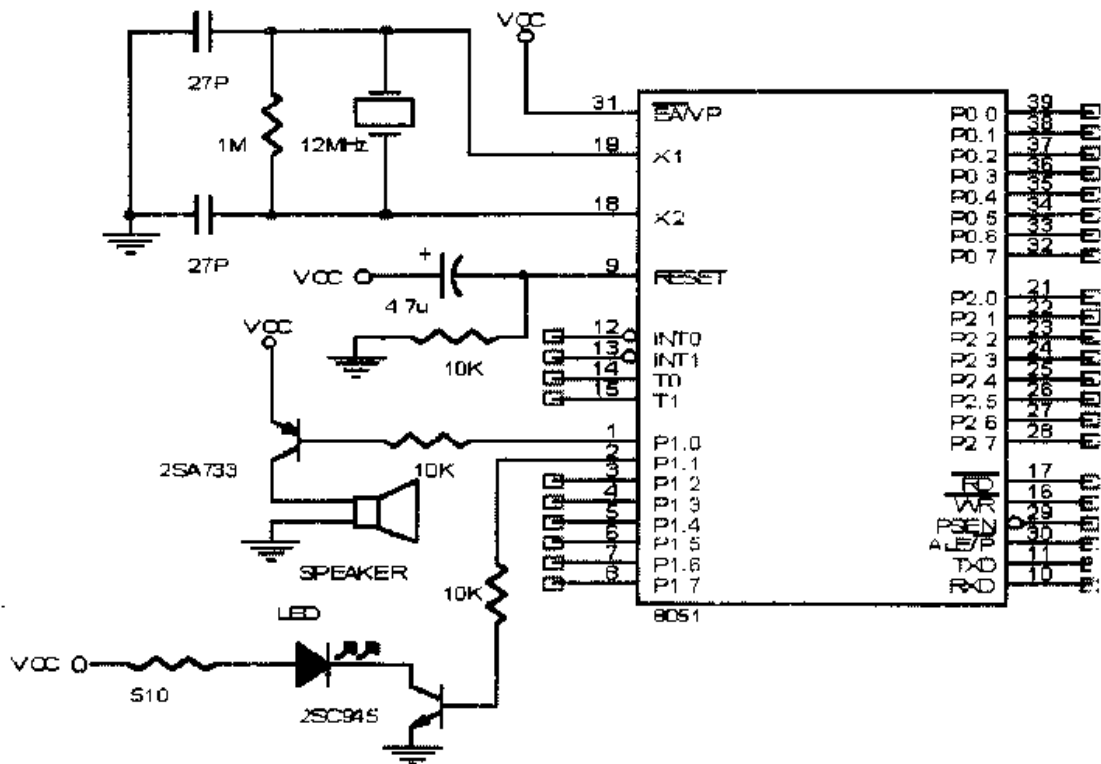 VCC
27P
1M
12MHz
27P
31
EA/VP
19
X1
18
X2
VCC
+
4.7u
9
RESET
10K
12
INT0
13
INT1
14
T0
15
T1
VCC
2SA733
10K
SPEAKER
1
P1.0
2
P1.1
3
P1.2
4
P1.3
5
P1.4
6
P1.5
7
P1.6
8
P1.7
10K
8051
P0.0
39
P0.1
38
P0.2
37
P0.3
36
P0.4
35
P0.5
34
P0.6
33
P0.7
32
P2.0
21
P2.1
22
P2.2
23
P2.3
24
P2.4
25
P2.5
26
P2.6
27
P2.7
28
RD
17
WR
16
PSEN
29
ALE/P
30
TXD
11
RXD
10
LED
VCC
510
2SC945